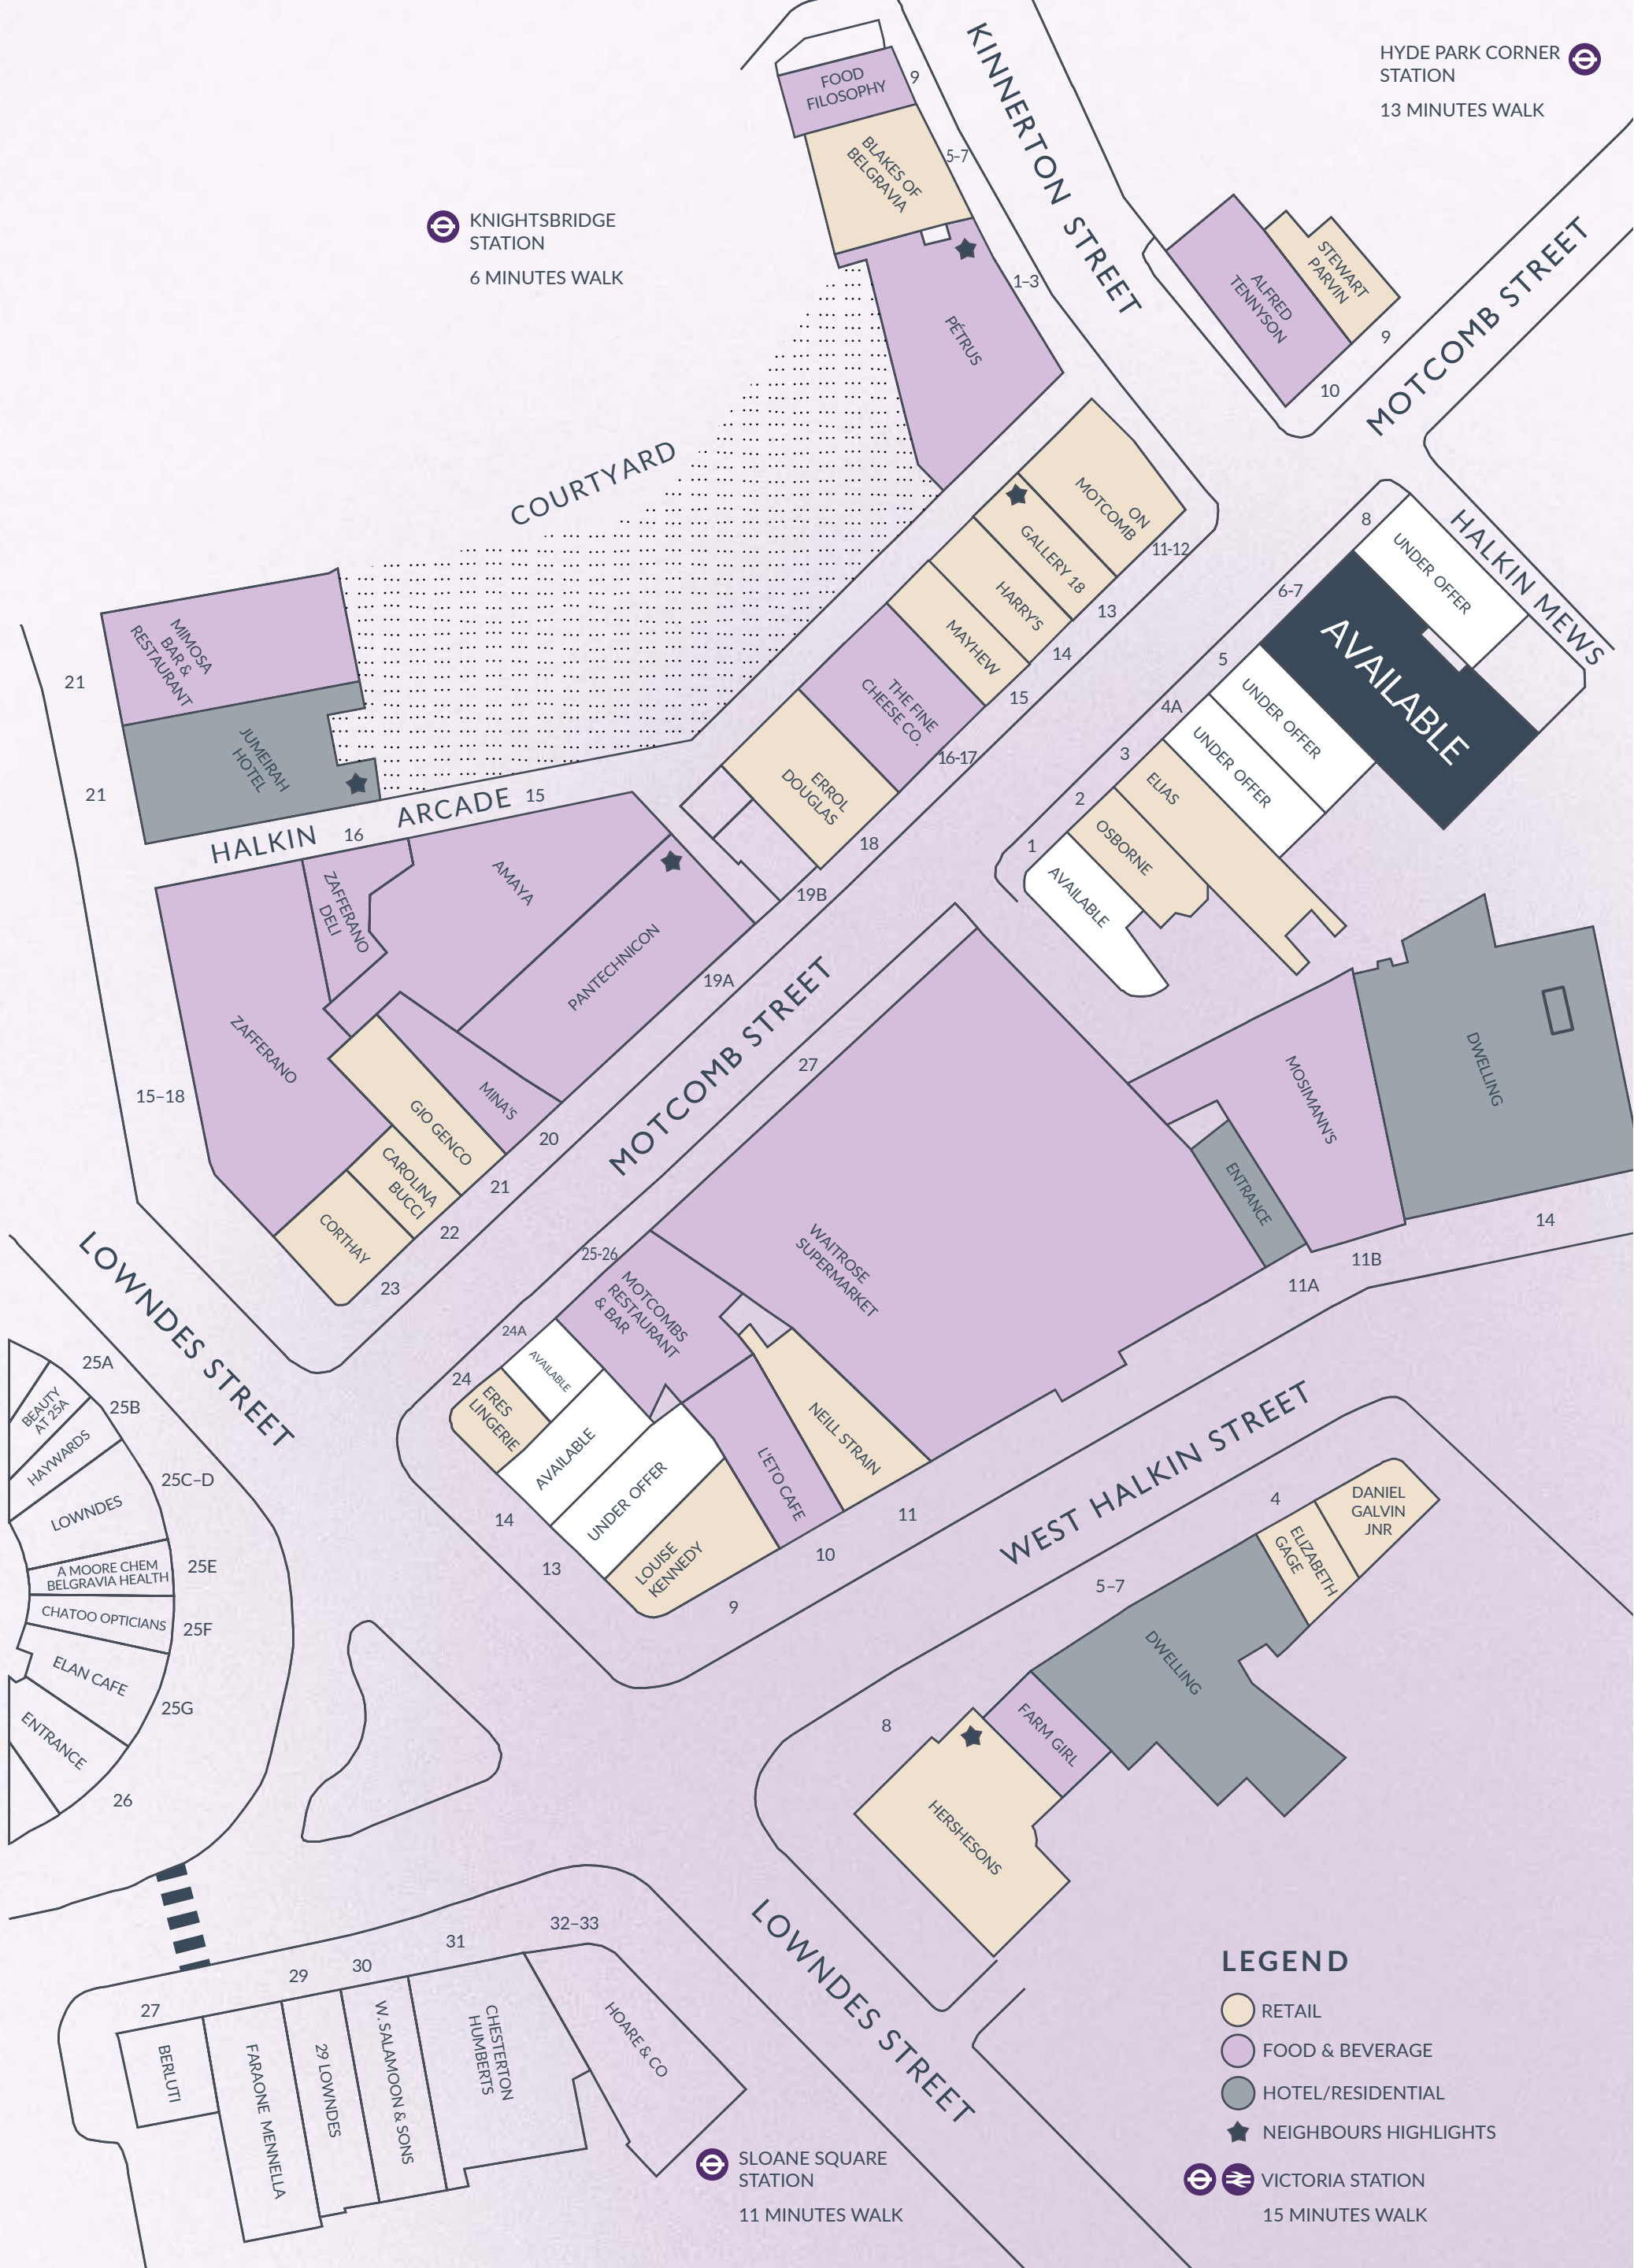 HYDE PARK CORNER
STATION
13 MINUTES WALK
KNIGHTSBRIDGE
STATION
6 MINUTES WALK
KINNERTON STREET
FOOD
FILOSOPHY
9
BLAKES OF
BELGRAVIA
5-7
PÉTRUS
1–3
ALFRED
TENNYSON
10
STEWART
PARVIN
9
MOTCOMB STREET
COURTYARD
ON
MOTCOMB
11-12
GALLERY 18
13
HARRY'S
14
MAYHEW
15
THE FINE
CHEESE CO.
16-17
ERROL
DOUGLAS
18
19B
HALKIN MEWS
8
UNDER OFFER
6-7
AVAILABLE
5
UNDER OFFER
4A
UNDER OFFER
3
ELIAS
2
OSBORNE
1
AVAILABLE
21
MIMOSA
BAR &
RESTAURANT
21
JUMEIRAH
HOTEL
HALKIN ARCADE
16
15
ZAFFERANO
DELI
AMAYA
PANTECHNICON
19A
ZAFFERANO
15–18
MINA'S
20
GIO GENCO
21
CAROLINA
BUCCI
22
CORTHAY
23
MOTCOMB STREET
27
WAITROSE
SUPERMARKET
MOSIMANN'S
DWELLING
ENTRANCE
14
11B
11A
25-26
MOTCOMBS
RESTAURANT
& BAR
24A
AVAILABLE
24
ERES
LINGERIE
AVAILABLE
14
UNDER OFFER
13
LOUISE
KENNEDY
9
L'ETO CAFE
10
NEILL STRAIN
11
LOWNDES STREET
25A
BEAUTY
AT 25A
25B
HAYWARDS
25C–D
LOWNDES
25E
A MOORE CHEM
BELGRAVIA HEALTH
CHATOO OPTICIANS
25F
ELAN CAFE
25G
ENTRANCE
26
WEST HALKIN STREET
4
DANIEL
GALVIN
JNR
ELIZABETH
GAGE
5–7
DWELLING
FARM GIRL
8
HERSHESONS
LOWNDES STREET
27
BERLUTI
29
FARAONE MENNELLA
30
29 LOWNDES
31
W. SALAMOON & SONS
CHESTERTON
HUMBERTS
32–33
HOARE & CO
SLOANE SQUARE
STATION
11 MINUTES WALK
LEGEND
RETAIL
FOOD & BEVERAGE
HOTEL/RESIDENTIAL
NEIGHBOURS HIGHLIGHTS
VICTORIA STATION
15 MINUTES WALK